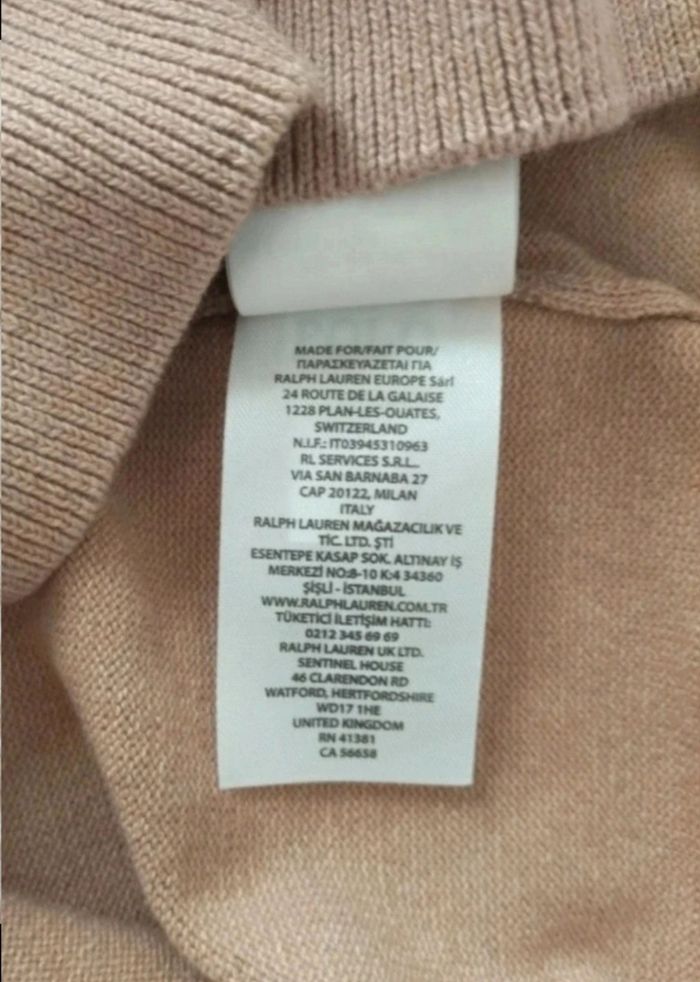 MADE FOR/FAIT POUR/
ΠΑΡΑΣΚΕΥΑΖΕΤΑΙ ΓΙΑ
RALPH LAUREN EUROPE Sàrl
24 ROUTE DE LA GALAISE
1228 PLAN-LES-OUATES,
SWITZERLAND
N.I.F.: IT03945310963
RL SERVICES S.R.L.
VIA SAN BARNABA 27
CAP 20122, MILAN
ITALY
RALPH LAUREN MAĞAZACILIK VE
TİC. LTD. ŞTİ
ESENTEPE KASAP SOK. ALTINAY İŞ
MERKEZİ NO:8-10 K:4 34360
ŞİŞLİ - İSTANBUL
WWW.RALPHLAUREN.COM.TR
TÜKETİCİ İLETİŞİM HATTI:
0212 345 69 69
RALPH LAUREN UK LTD.
SENTINEL HOUSE
46 CLARENDON RD
WATFORD, HERTFORDSHIRE
WD17 1HE
UNITED KINGDOM
RN 41381
CA 56658